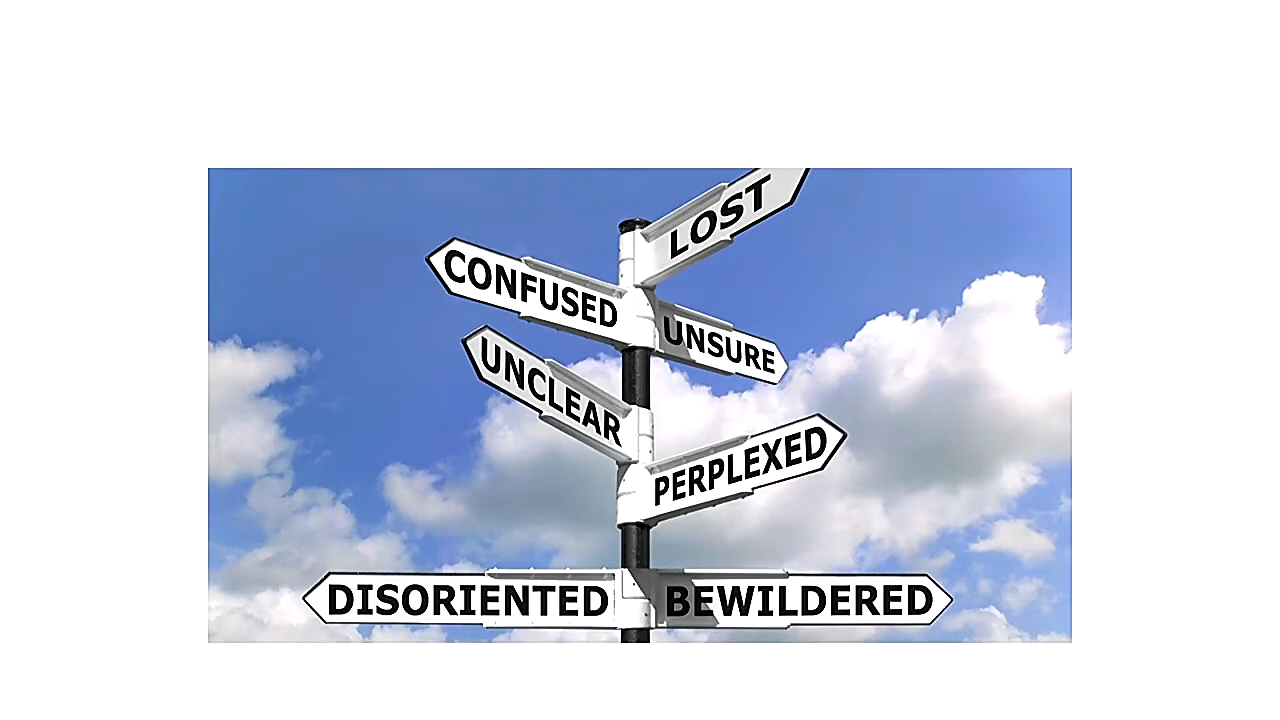 LOST
CONFUSED
UNSURE
UNCLEAR
PERPLEXED
DISORIENTED
BEWILDERED